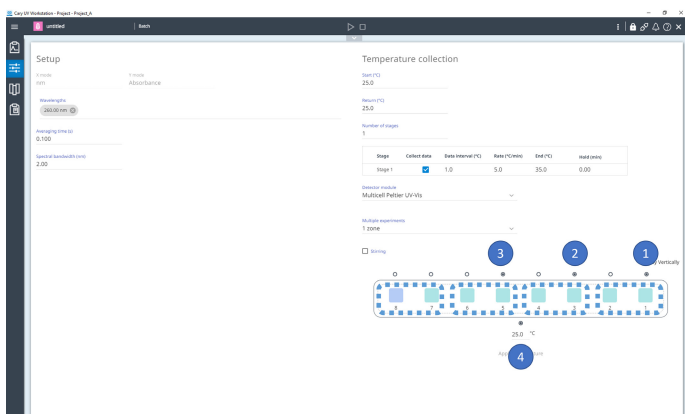 Cary UV Workstation - Project - Project_A
untitled
Batch
Setup
X mode
nm
Y mode
Absorbance
Wavelengths
260.00 nm
Averaging time (s)
0.100
Spectral bandwidth (nm)
2.00
Temperature collection
Start (°C)
25.0
Return (°C)
25.0
Number of stages
1
Stage Collect data Data interval (°C) Rate (°C/min) End (°C) Hold (min)
Stage 1 1.0 5.0 35.0 0.00
Detector module
Multicell Peltier UV-Vis
Multiple experiments
1 zone
Stirring
3 2 1
Vertically
8 7 6 5 4 3 2 1
25.0 °C
4